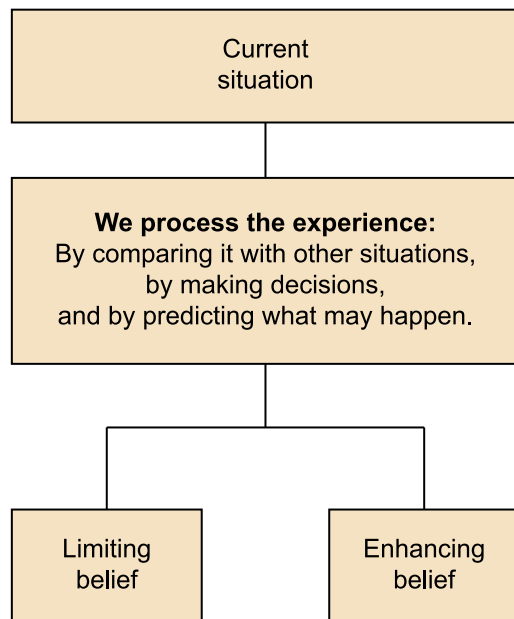 Current
situation
We process the experience:
By comparing it with other situations,
by making decisions,
and by predicting what may happen.
Limiting
belief
Enhancing
belief